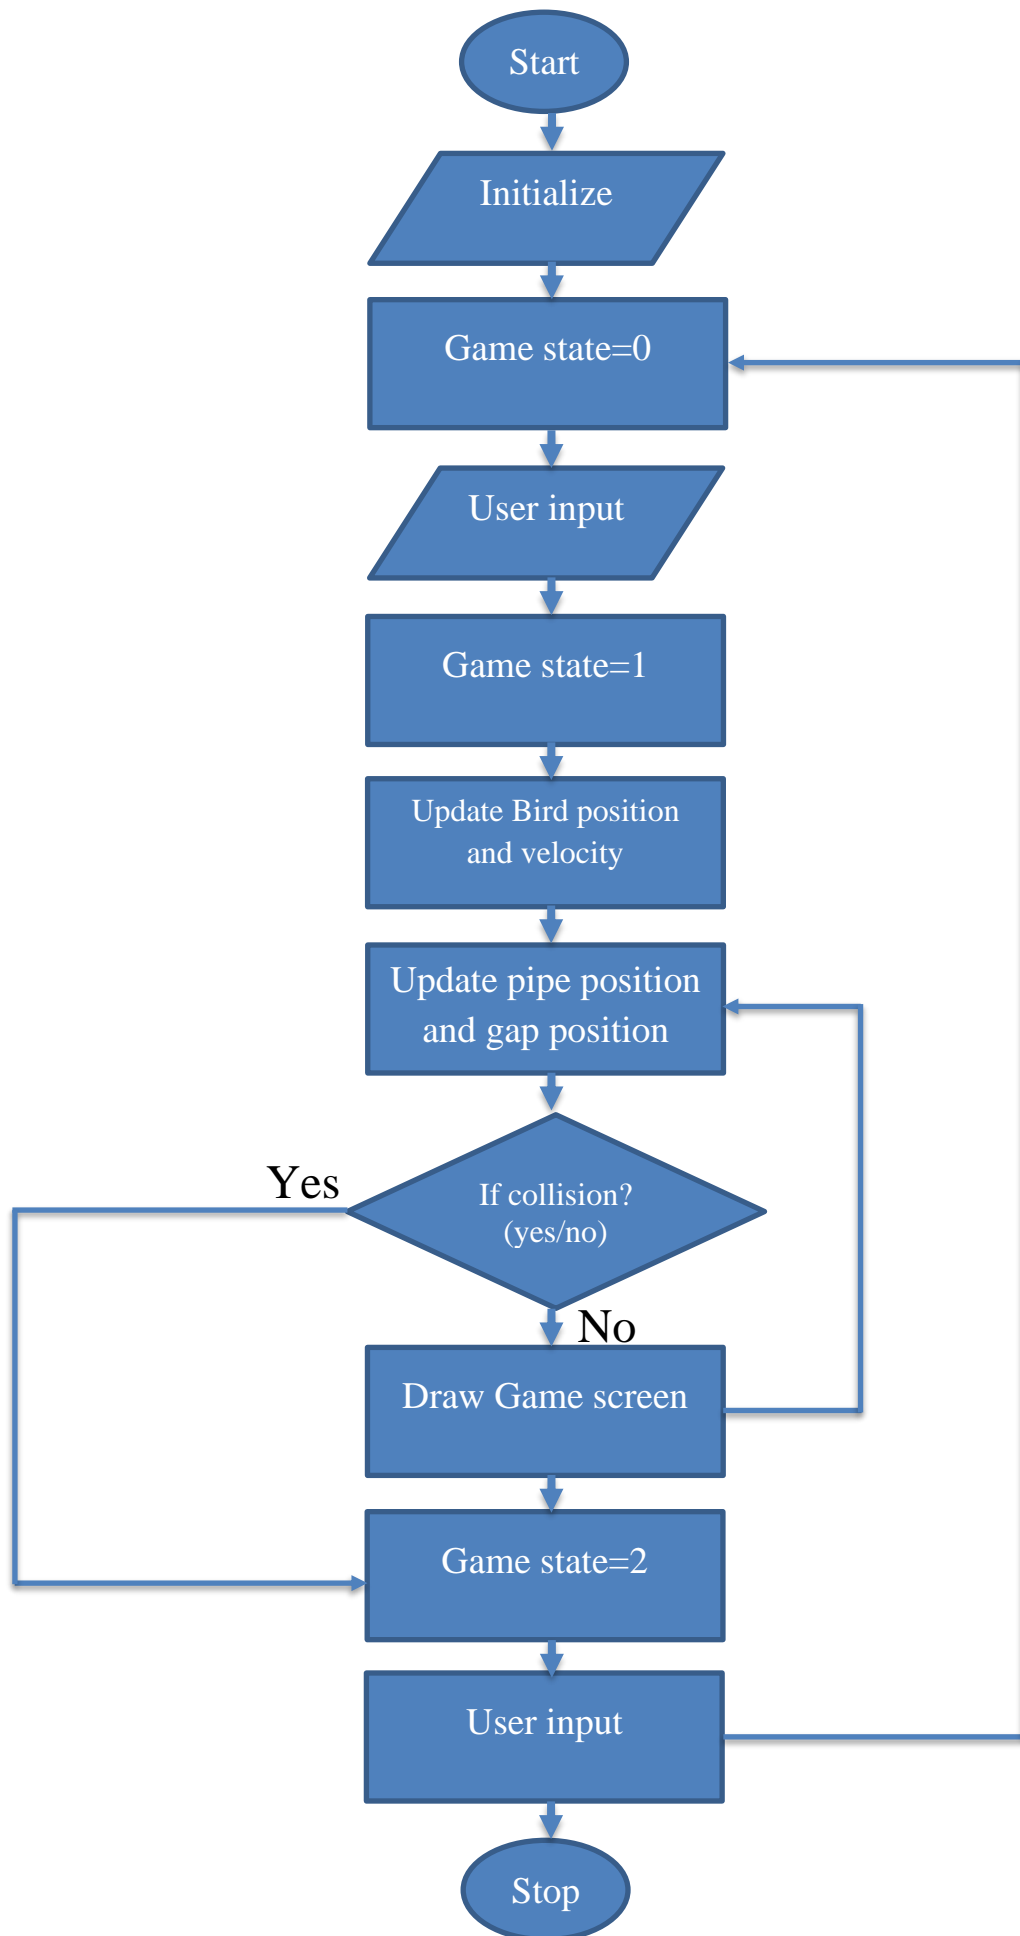 Start
Initialize
Game state=0
User input
Game state=1
Update Bird position
and velocity
Update pipe position
and gap position
Yes
If collision?
(yes/no)
No
Draw Game screen
Game state=2
User input
Stop